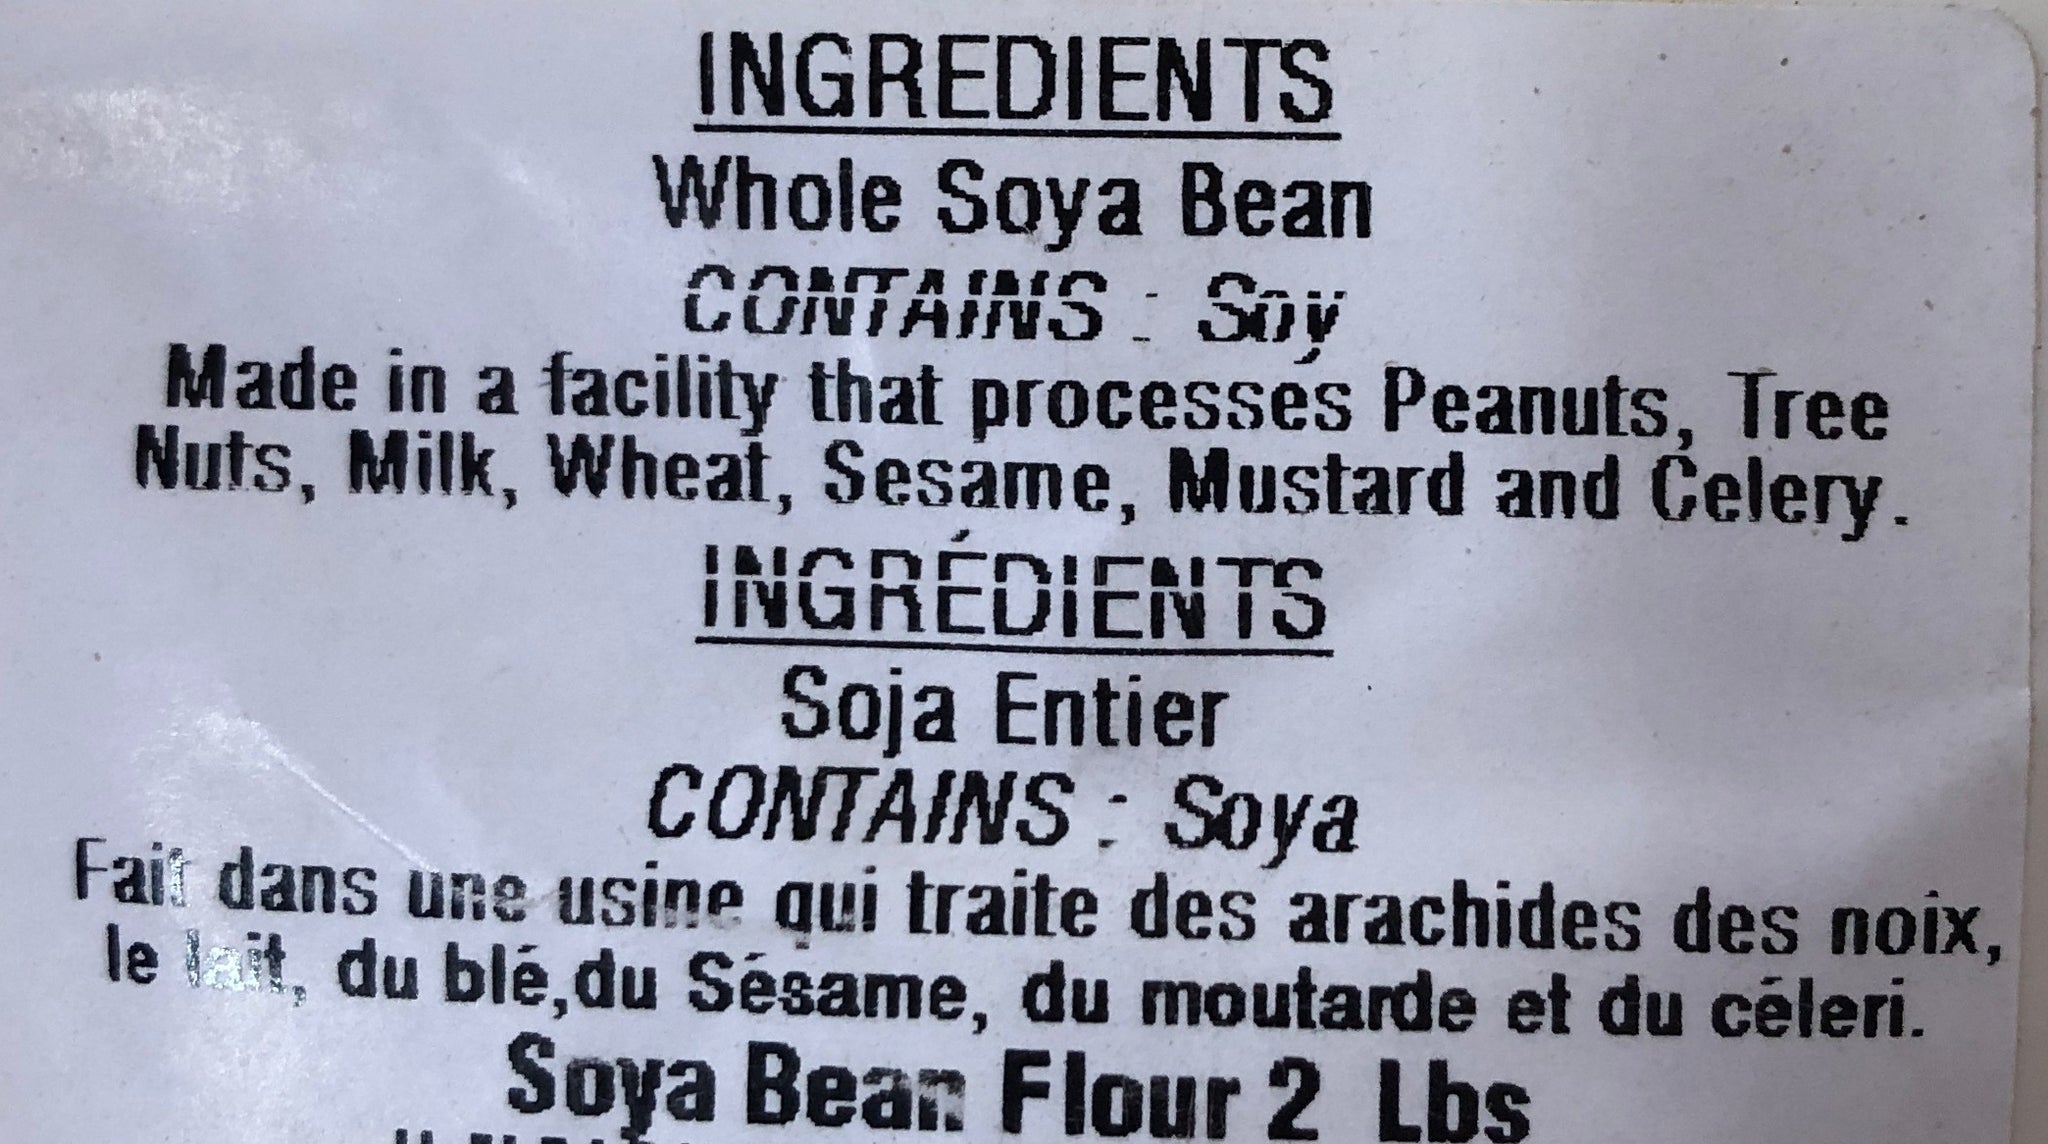 INGREDIENTS
Whole Soya Bean
CONTAINS : Soy
Made in a facility that processes Peanuts, Tree
Nuts, Milk, Wheat, Sesame, Mustard and Celery.
INGRÉDIENTS
Soja Entier
CONTAINS : Soya
Fait dans une usine qui traite des arachides des noix,
le lait, du blé,du Sésame, du moutarde et du céleri.
Soya Bean Flour 2 Lbs